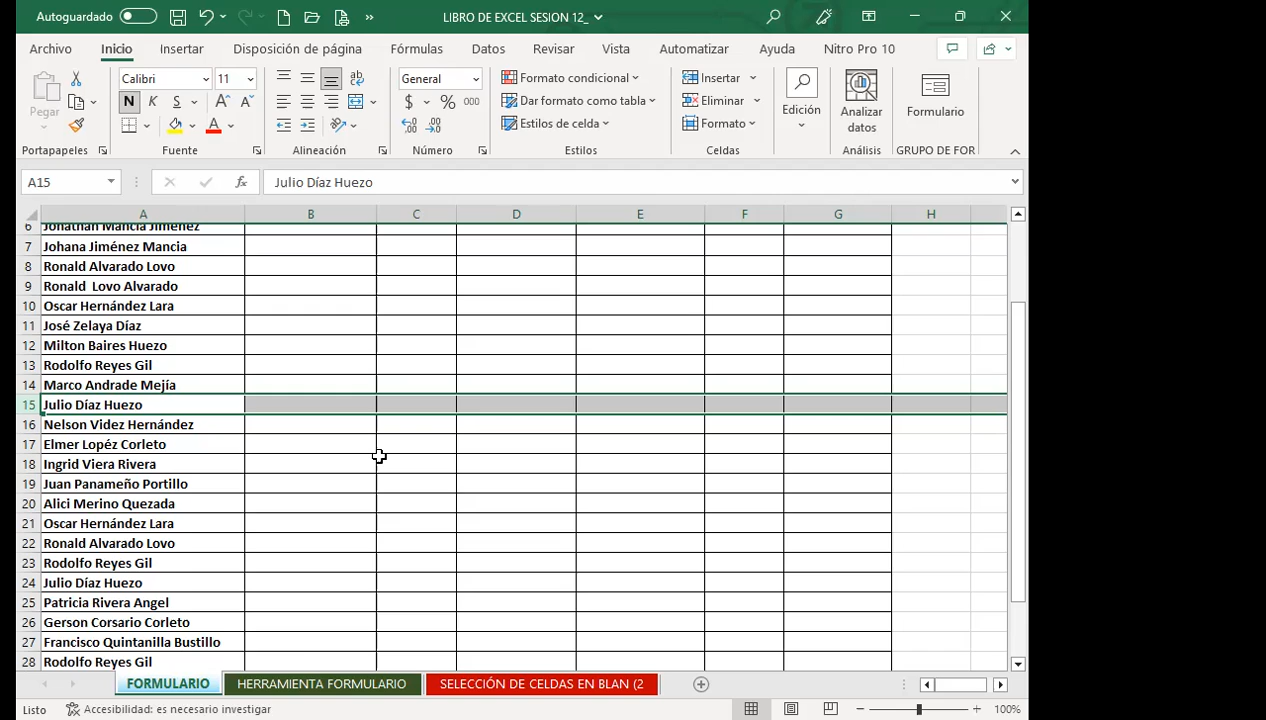 Autoguardado LIBRO DE EXCEL SESION 12_
Archivo Inicio Insertar Disposición de página Fórmulas Datos Revisar Vista Automatizar Ayuda Nitro Pro 10
Pegar Calibri 11 General Formato condicional Insertar
N K S $ % 000 Dar formato como tabla Eliminar Edición Analizar datos Formulario
Estilos de celda Formato
Portapapeles Fuente Alineación Número Estilos Celdas Análisis GRUPO DE FOR
A15 fx Julio Díaz Huezo
A B C D E F G H
6 Jonathan Mancia Jiménez
7 Johana Jiménez Mancia
8 Ronald Alvarado Lovo
9 Ronald  Lovo Alvarado
10 Oscar Hernández Lara
11 José Zelaya Díaz
12 Milton Baires Huezo
13 Rodolfo Reyes Gil
14 Marco Andrade Mejía
15 Julio Díaz Huezo
16 Nelson Videz Hernández
17 Elmer Lopéz Corleto
18 Ingrid Viera Rivera
19 Juan Panameño Portillo
20 Alici Merino Quezada
21 Oscar Hernández Lara
22 Ronald Alvarado Lovo
23 Rodolfo Reyes Gil
24 Julio Díaz Huezo
25 Patricia Rivera Angel
26 Gerson Corsario Corleto
27 Francisco Quintanilla Bustillo
28 Rodolfo Reyes Gil
FORMULARIO HERRAMIENTA FORMULARIO SELECCIÓN DE CELDAS EN BLAN (2
Listo Accesibilidad: es necesario investigar 100%